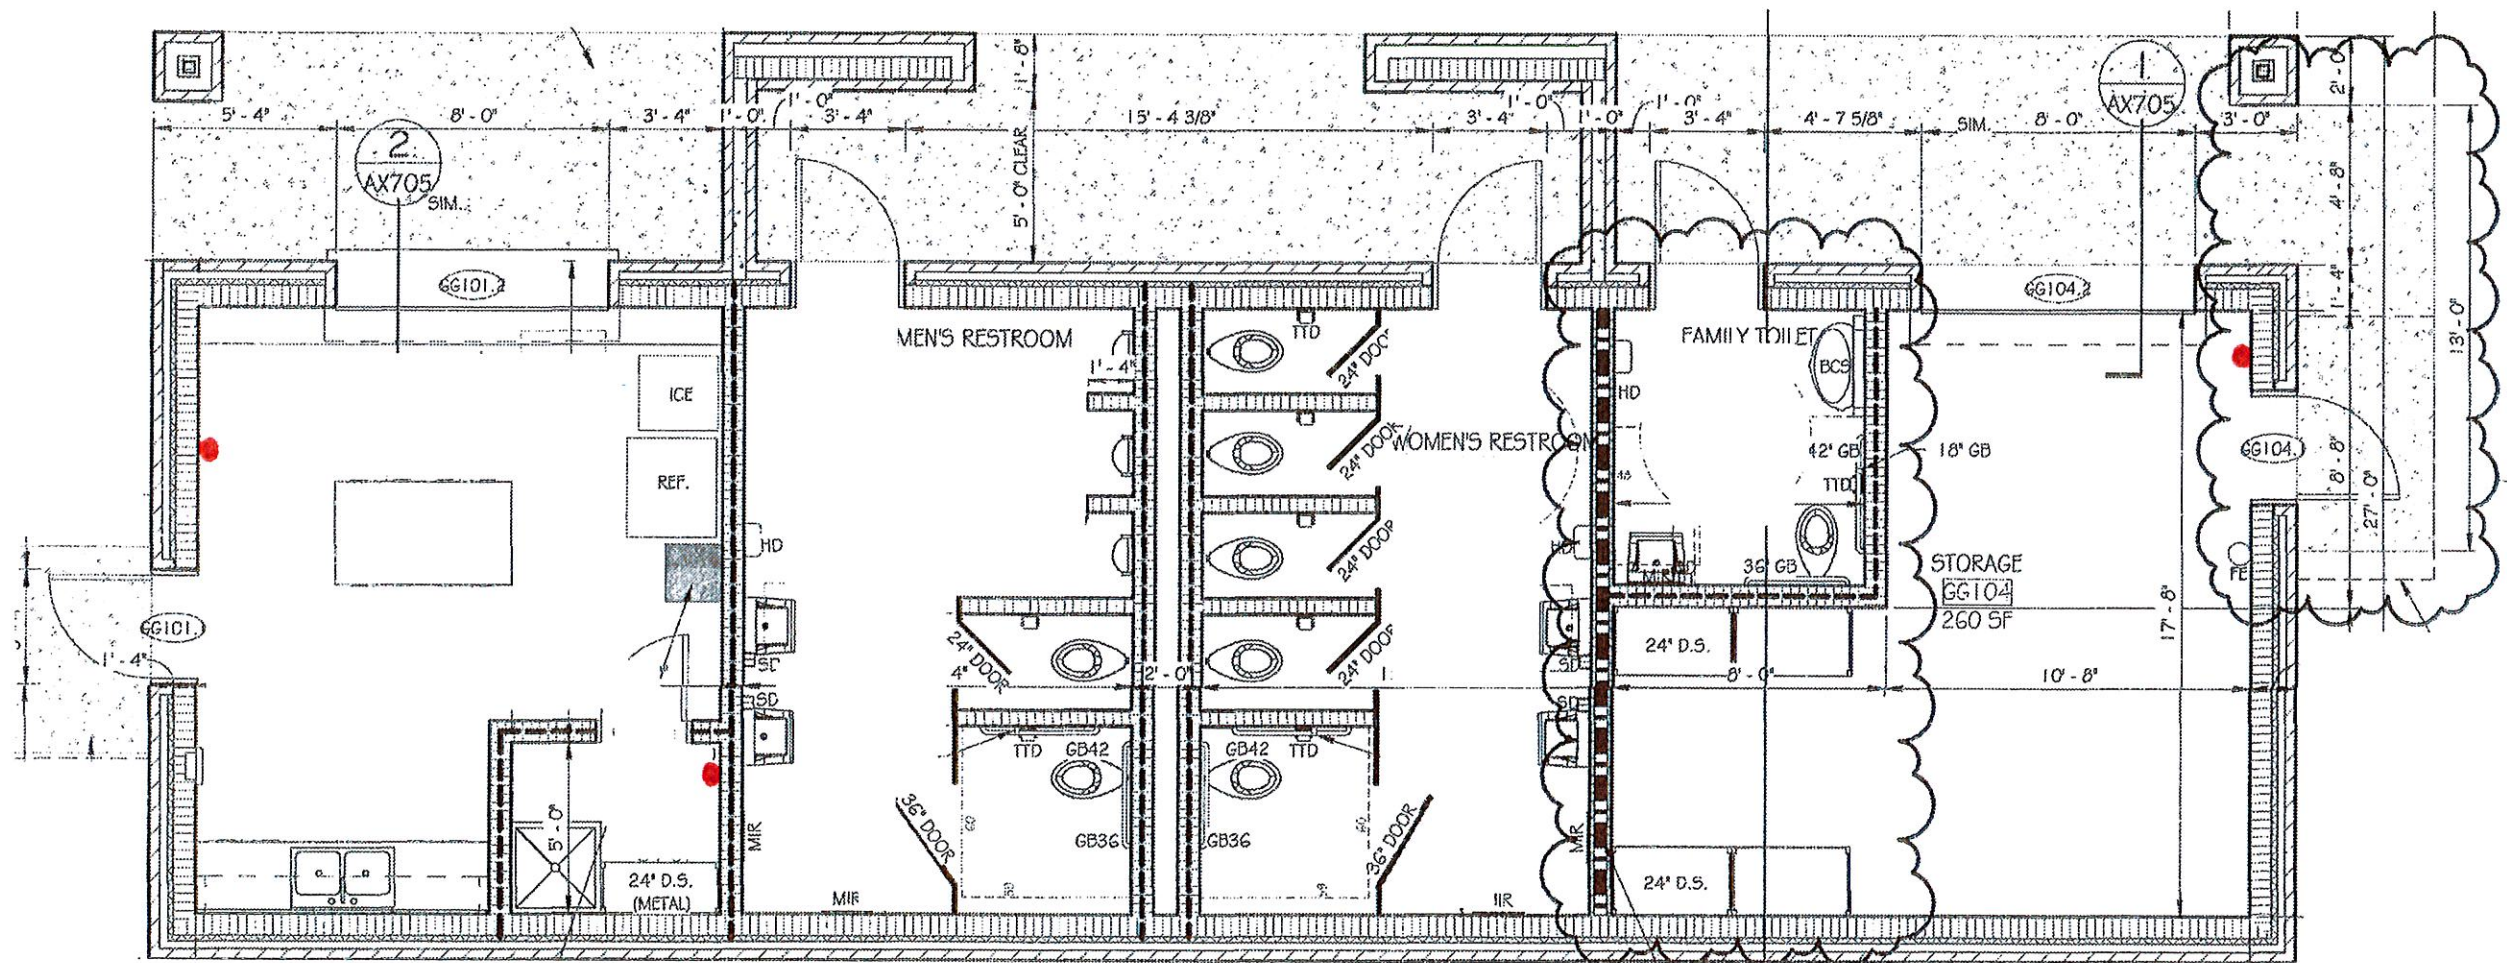 1' - 8"
2' - 0"
1
AX705
5' - 4"
8' - 0"
3' - 4"
1' - 0"
3' - 4"
15' - 4 3/8"
1' - 0"
3' - 4"
1' - 0"
1' - 0"
3' - 4"
4' - 7 5/8"
SIM.
8' - 0"
3' - 0"
2
AX705
SIM.
5' - 0" CLEAR
4' - 8"
GG101.2
GG104.2
1' - 4"
13' - 0"
MEN'S RESTROOM
TTD
FAMILY TOILET
1' - 4"
24" DOOR
BCS
ICE
HD
24" DOOR
WOMEN'S RESTROOM
42" GB
18" GB
GG104.
8' - 8"
REF.
TTD
27' - 0"
HD
24" DOOR
HD
36" GB
STORAGE
FE
GG104
260 SF
17' - 8"
GG101.
1' - 4"
24" DOOR
24" DOOR
24" D.S.
SD
4"
2' - 0"
SD
8' - 0"
10' - 8"
SD
SD
TTD
GB42
GB42
TTD
36" DOOR
5' - 0"
MIR
60
GB36
GB36
60
36" DOOR
MIR
24" D.S.
(METAL)
24" D.S.
MIR